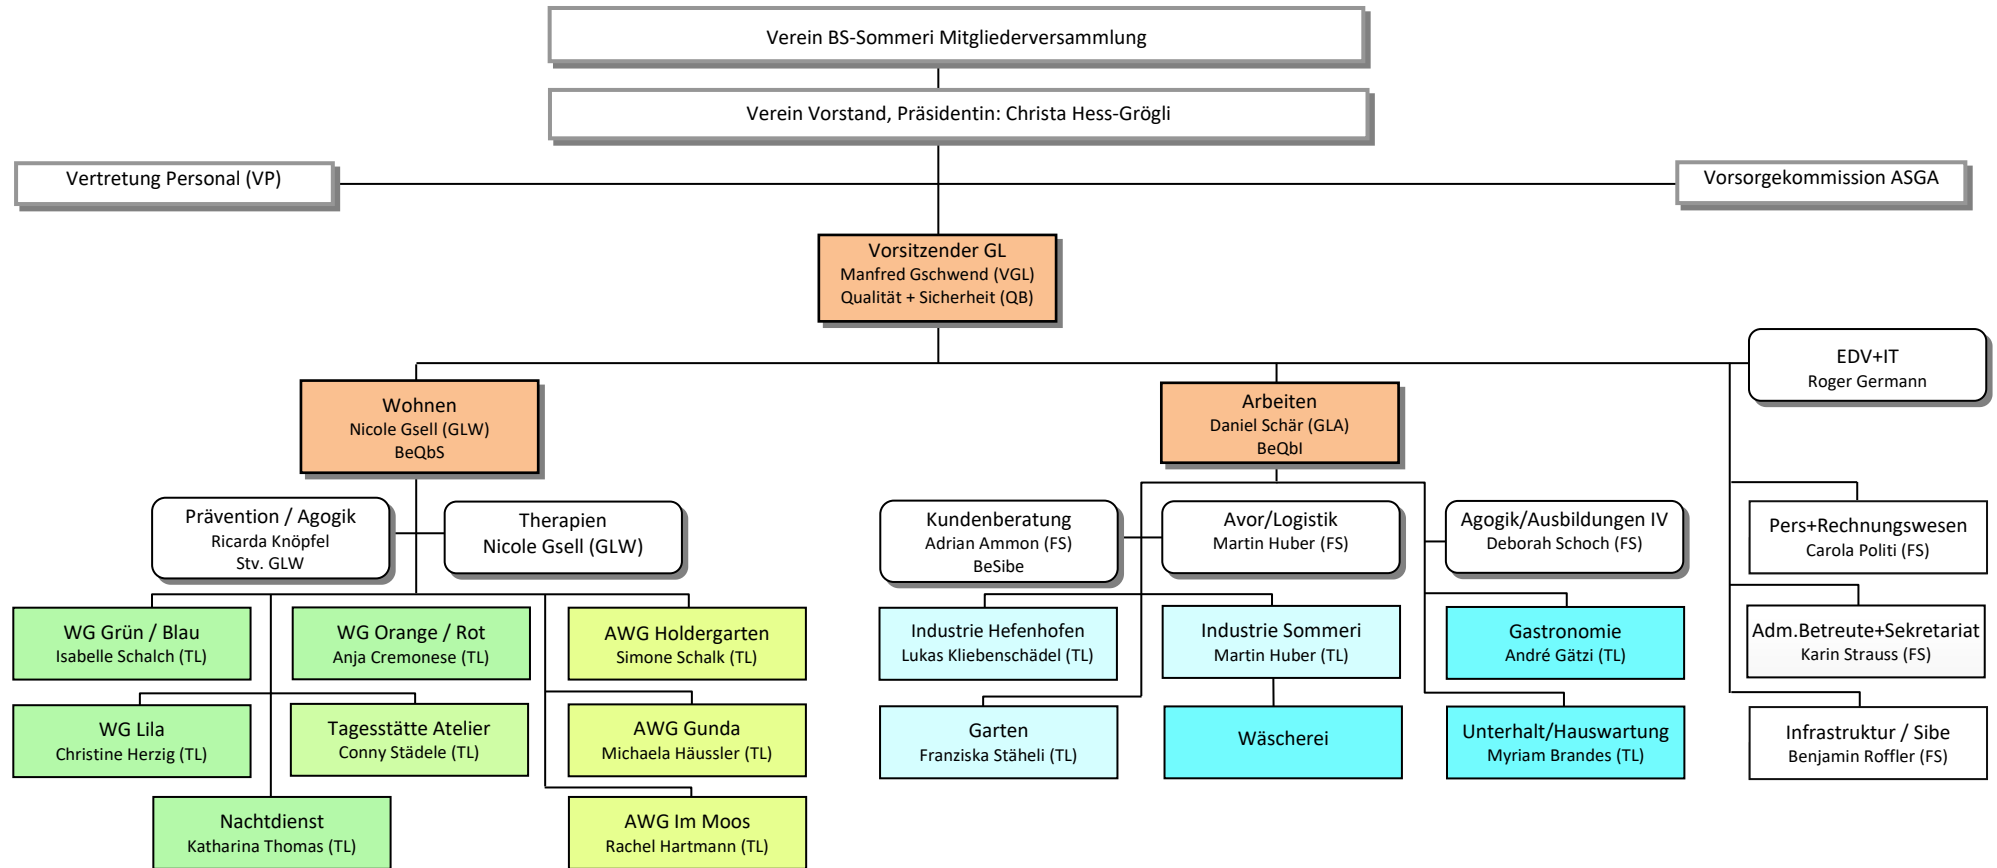 Verein BS-Sommeri Mitgliederversammlung
Verein Vorstand, Präsidentin: Christa Hess-Grögli
Vertretung Personal (VP)
Vorsorgekommission ASGA
Vorsitzender GL
Manfred Gschwend (VGL)
Qualität + Sicherheit (QB)
EDV+IT
Roger Germann
Wohnen
Nicole Gsell (GLW)
BeQbS
Arbeiten
Daniel Schär (GLA)
BeQbI
Prävention / Agogik
Ricarda Knöpfel
Stv. GLW
Therapien
Nicole Gsell (GLW)
Kundenberatung
Adrian Ammon (FS)
BeSibe
Avor/Logistik
Martin Huber (FS)
Agogik/Ausbildungen IV
Deborah Schoch (FS)
Pers+Rechnungswesen
Carola Politi (FS)
WG Grün / Blau
Isabelle Schalch (TL)
WG Orange / Rot
Anja Cremonese (TL)
AWG Holdergarten
Simone Schalk (TL)
Industrie Hefenhofen
Lukas Kliebenschädel (TL)
Industrie Sommeri
Martin Huber (TL)
Gastronomie
André Gätzi (TL)
Adm.Betreute+Sekretariat
Karin Strauss (FS)
WG Lila
Christine Herzig (TL)
Tagesstätte Atelier
Conny Städele (TL)
AWG Gunda
Michaela Häussler (TL)
Garten
Franziska Stäheli (TL)
Wäscherei
Unterhalt/Hauswartung
Myriam Brandes (TL)
Infrastruktur / Sibe
Benjamin Roffler (FS)
Nachtdienst
Katharina Thomas (TL)
AWG Im Moos
Rachel Hartmann (TL)